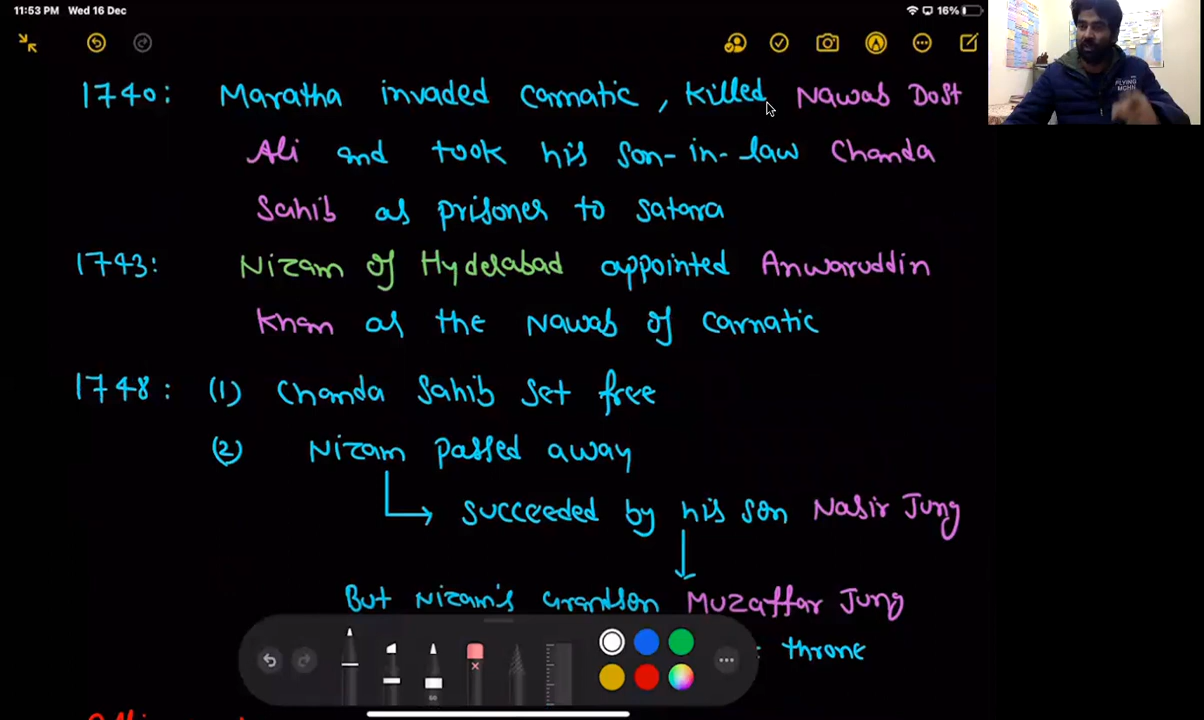 11:53 PM Wed 16 Dec 16%
FLYING
MCHN
1740: Maratha invaded Carnatic, Killed Nawab Dost
Ali and took his son-in-law Chanda
Sahib as prisoner to Satara
1743: Nizam of Hyderabad appointed Anwaruddin
Khan as the Nawab of Carnatic
1748: (1) Chanda Sahib set free
(2) Nizam passed away
succeeded by his son Nasir Jung
But Nizam's Grandson Muzaffar Jung
throne